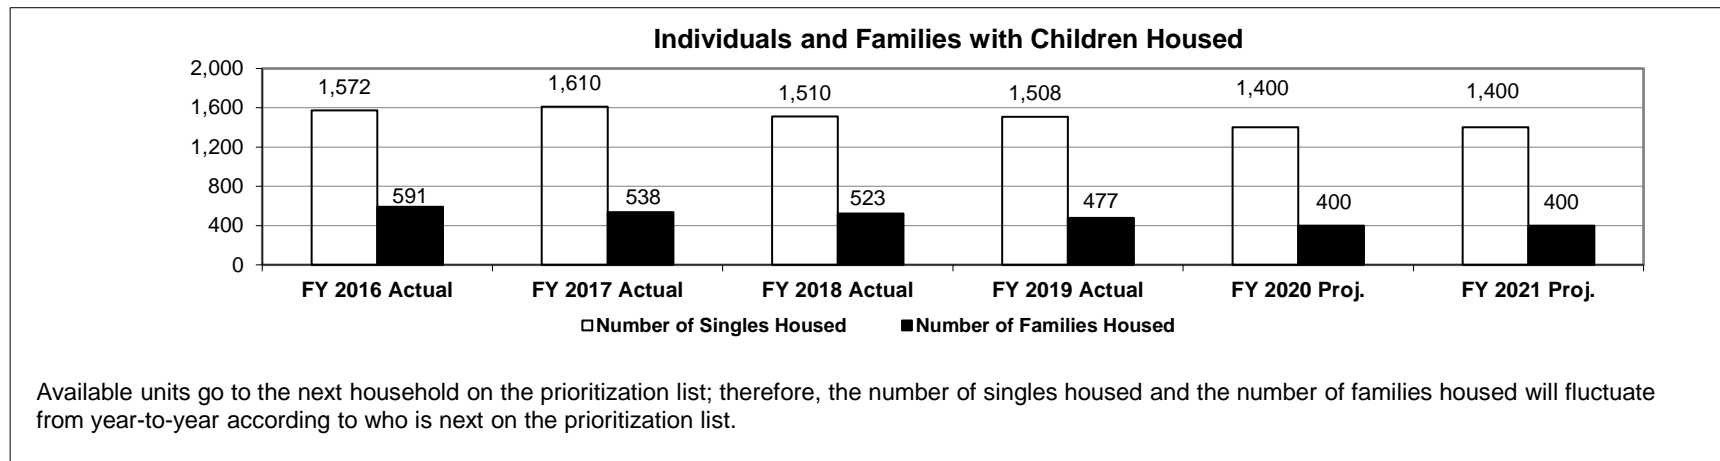 Individuals and Families with Children Housed
2,000
1,600
1,200
800
400
0
1,572
591
1,610
538
1,510
523
1,508
477
1,400
400
1,400
400
FY 2016 Actual
FY 2017 Actual
FY 2018 Actual
FY 2019 Actual
FY 2020 Proj.
FY 2021 Proj.
Number of Singles Housed
Number of Families Housed
Available units go to the next household on the prioritization list; therefore, the number of singles housed and the number of families housed will fluctuate
from year-to-year according to who is next on the prioritization list.